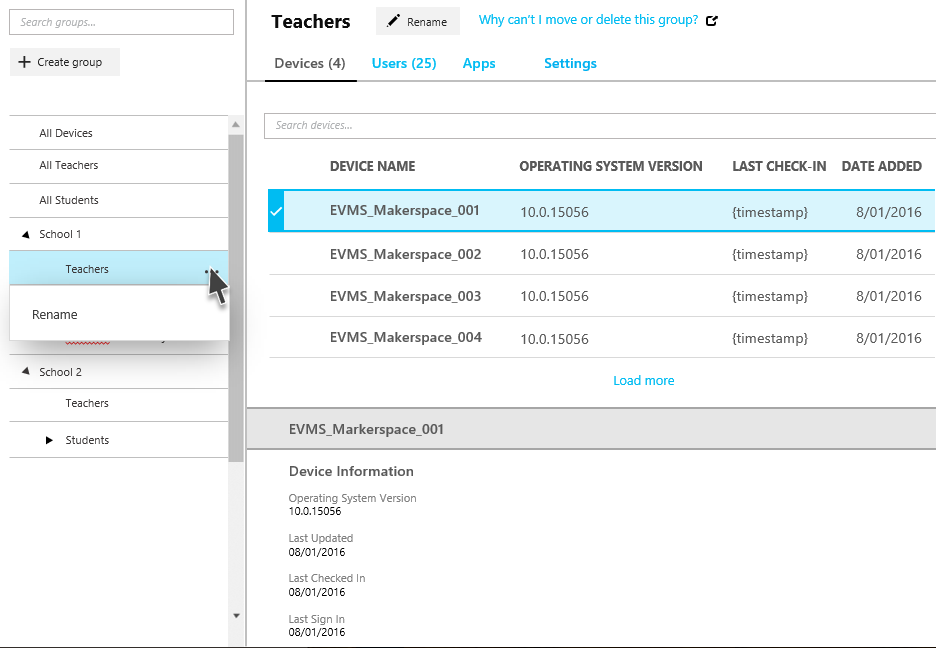 Search groups...
Create group
All Devices
All Teachers
All Students
School 1
Teachers
...
Rename
School 2
Teachers
Students
Teachers
Rename
Why can't I move or delete this group?
Devices (4)
Users (25)
Apps
Settings
Search devices...
DEVICE NAME OPERATING SYSTEM VERSION LAST CHECK-IN DATE ADDED
EVMS_Makerspace_001 10.0.15056 {timestamp} 8/01/2016
EVMS_Makerspace_002 10.0.15056 {timestamp} 8/01/2016
EVMS_Makerspace_003 10.0.15056 {timestamp} 8/01/2016
EVMS_Makerspace_004 10.0.15056 {timestamp} 8/01/2016
Load more
EVMS_Markerspace_001
Device Information
Operating System Version
10.0.15056
Last Updated
08/01/2016
Last Checked In
08/01/2016
Last Sign In
08/01/2016